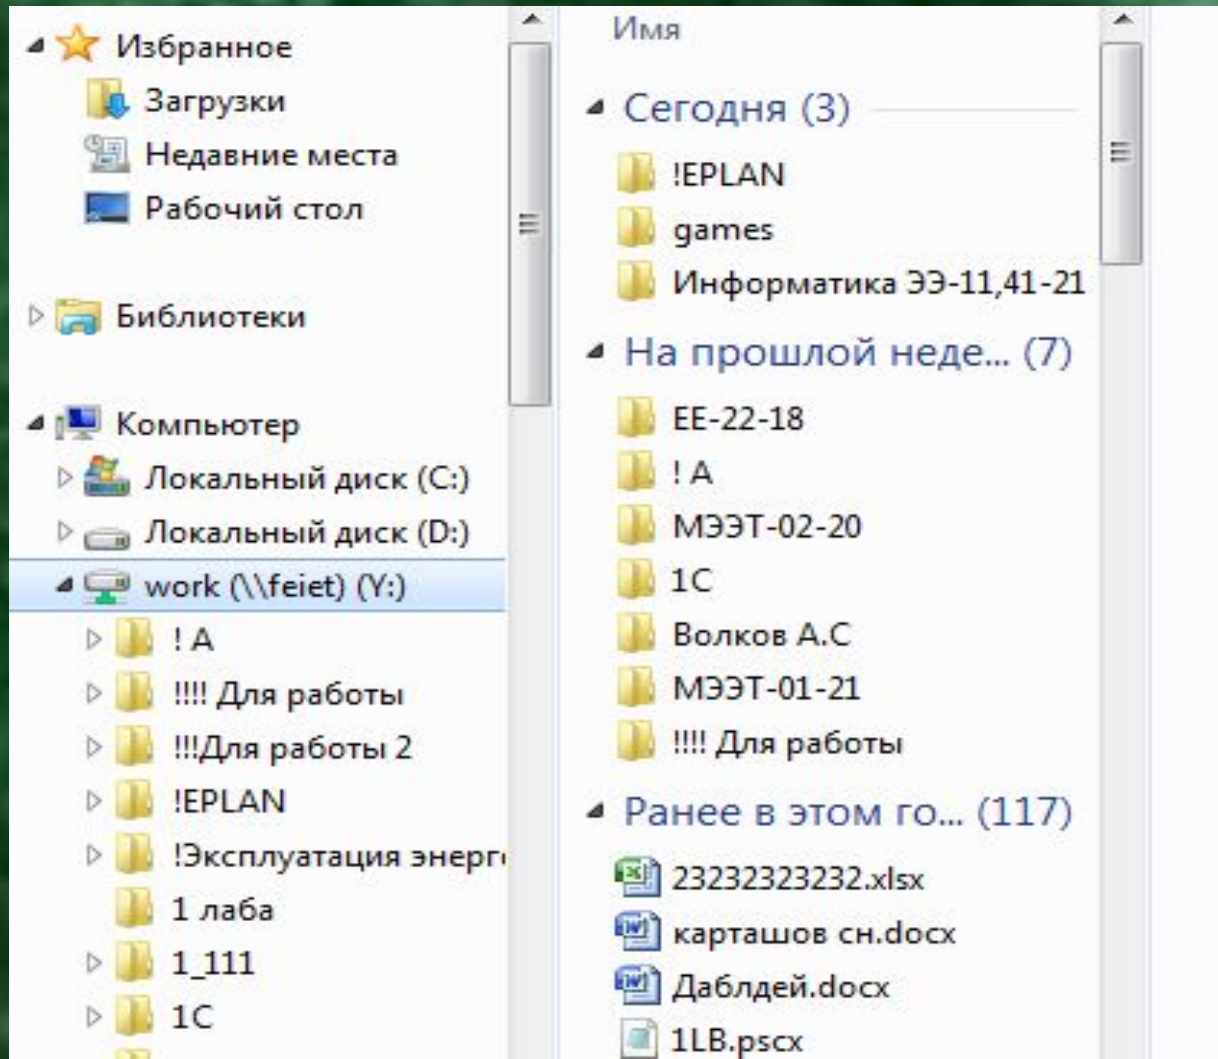 Избранное
Загрузки
Недавние места
Рабочий стол
Библиотеки
Компьютер
Локальный диск (C:)
Локальный диск (D:)
work (\\feiet) (Y:)
! A
!!!! Для работы
!!!Для работы 2
!EPLAN
!Эксплуатация энерг
1 лаба
1_111
1C
Имя
Сегодня (3)
!EPLAN
games
Информатика ЭЭ-11,41-21
На прошлой неде... (7)
EE-22-18
! A
МЭЭТ-02-20
1C
Волков А.С
МЭЭТ-01-21
!!!! Для работы
Ранее в этом го... (117)
23232323232.xlsx
карташов сн.docx
Даблдей.docx
1LB.pscx